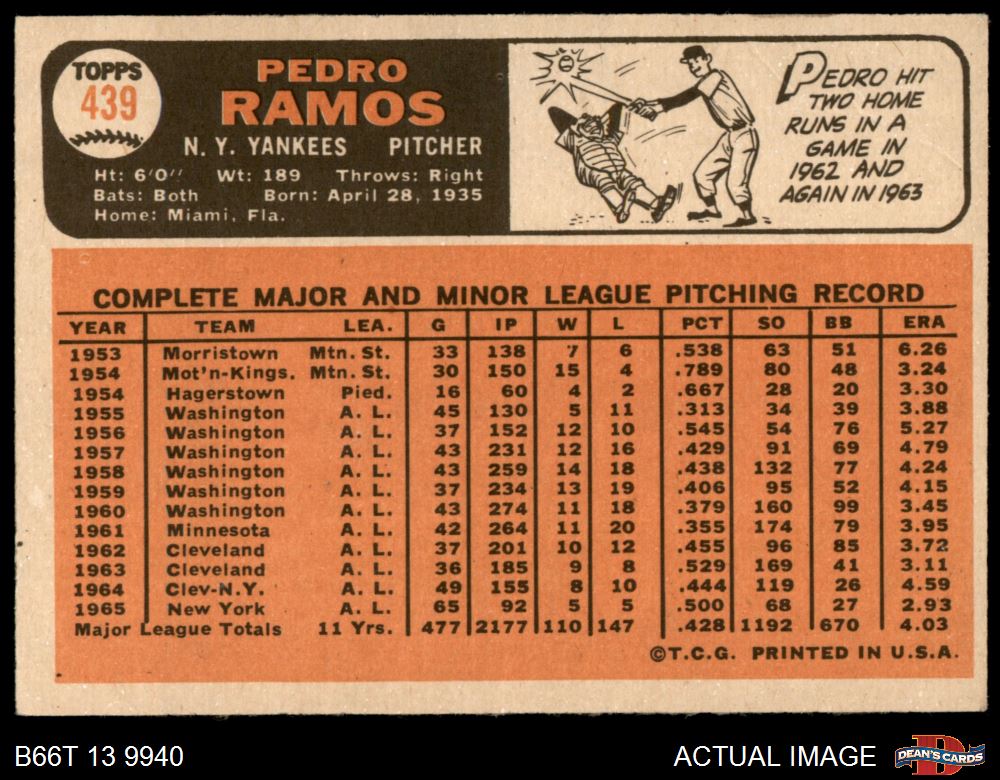 TOPPS
439
PEDRO
RAMOS
N. Y. YANKEES PITCHER
Ht: 6'0" Wt: 189 Throws: Right
Bats: Both Born: April 28, 1935
Home: Miami, Fla.
PEDRO HIT
TWO HOME
RUNS IN A
GAME IN
1962 AND
AGAIN IN 1963
COMPLETE MAJOR AND MINOR LEAGUE PITCHING RECORD
YEAR TEAM LEA. G IP W L PCT SO BB ERA
1953 Morristown Mtn. St. 33 138 7 6 .538 63 51 6.26
1954 Mot'n-Kings. Mtn. St. 30 150 15 4 .789 80 48 3.24
1954 Hagerstown Pied. 16 60 4 2 .667 28 20 3.30
1955 Washington A. L. 45 130 5 11 .313 34 39 3.88
1956 Washington A. L. 37 152 12 10 .545 54 76 5.27
1957 Washington A. L. 43 231 12 16 .429 91 69 4.79
1958 Washington A. L. 43 259 14 18 .438 132 77 4.24
1959 Washington A. L. 37 234 13 19 .406 95 52 4.15
1960 Washington A. L. 43 274 11 18 .379 160 99 3.45
1961 Minnesota A. L. 42 264 11 20 .355 174 79 3.95
1962 Cleveland A. L. 37 201 10 12 .455 96 85 3.72
1963 Cleveland A. L. 36 185 9 8 .529 169 41 3.11
1964 Clev-N.Y. A. L. 49 155 8 10 .444 119 26 4.59
1965 New York A. L. 65 92 5 5 .500 68 27 2.93
Major League Totals 11 Yrs. 477 2177 110 147 .428 1192 670 4.03
©T.C.G. PRINTED IN U.S.A.
B66T 13 9940
ACTUAL IMAGE
DEAN'S CARDS